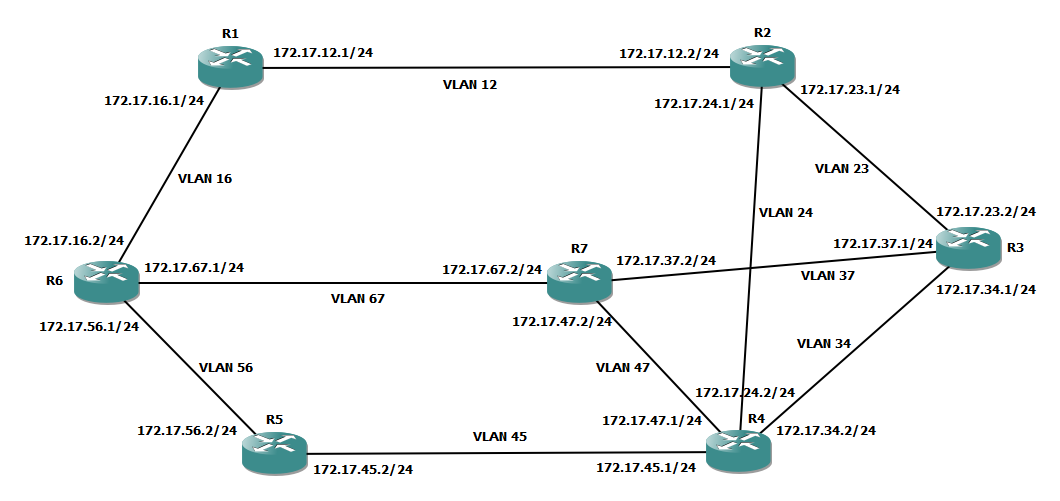 R1
R2
172.17.12.1/24
172.17.12.2/24
VLAN 12
172.17.16.1/24
172.17.24.1/24
172.17.23.1/24
VLAN 16
VLAN 23
VLAN 24
172.17.23.2/24
172.17.16.2/24
R7
172.17.37.1/24
R3
R6
172.17.67.1/24
172.17.67.2/24
172.17.37.2/24
VLAN 37
VLAN 67
172.17.34.1/24
172.17.56.1/24
172.17.47.2/24
VLAN 34
VLAN 56
VLAN 47
172.17.24.2/24
R5
172.17.47.1/24
R4
172.17.56.2/24
VLAN 45
172.17.34.2/24
172.17.45.2/24
172.17.45.1/24